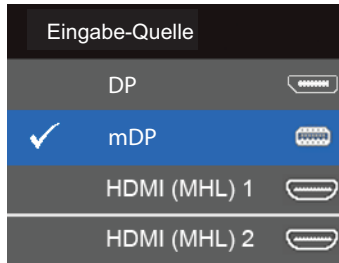 Eingabe-Quelle
DP
mDP
HDMI (MHL) 1
HDMI (MHL) 2